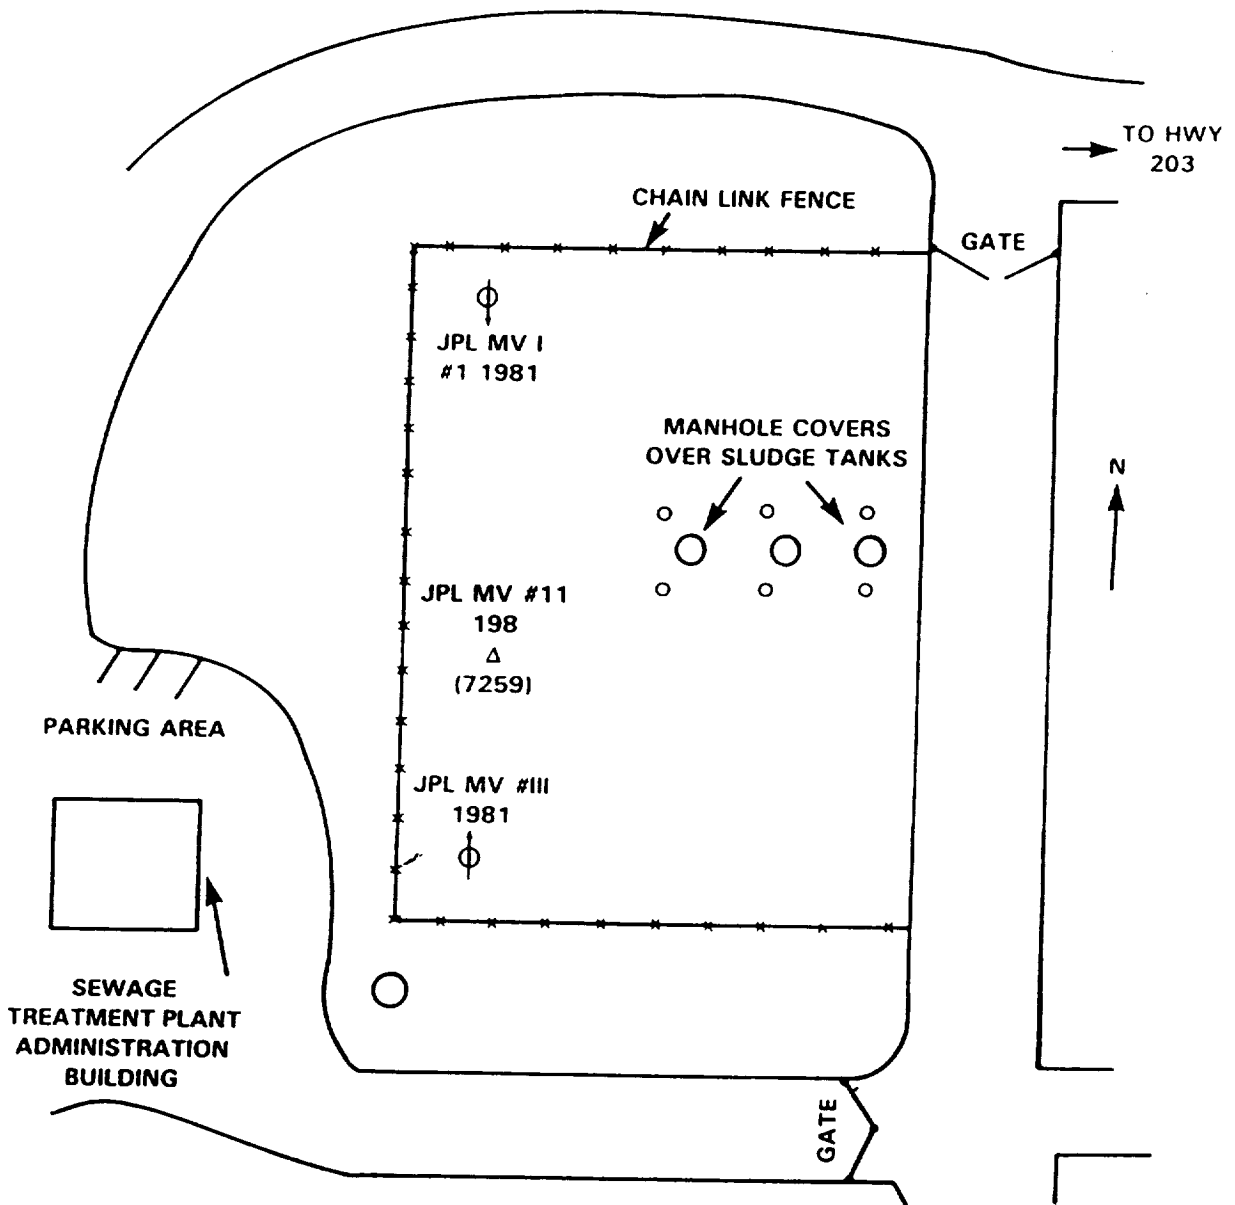 TO HWY
203
CHAIN LINK FENCE
GATE
JPL MV I
#1 1981
MANHOLE COVERS
OVER SLUDGE TANKS
N
JPL MV #11
198
Δ
(7259)
PARKING AREA
JPL MV #III
1981
SEWAGE
TREATMENT PLANT
ADMINISTRATION
BUILDING
GATE